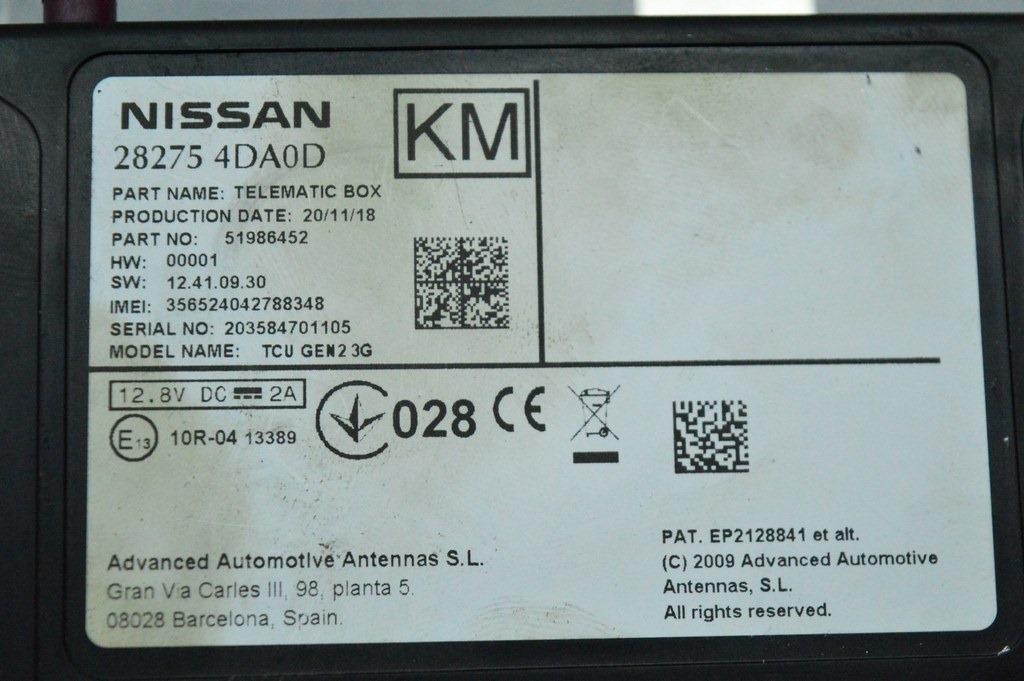 NISSAN
28275 4DA0D
KM
PART NAME: TELEMATIC BOX
PRODUCTION DATE: 20/11/18
PART NO: 51986452
HW: 00001
SW: 12.41.09.30
IMEI: 356524042788348
SERIAL NO: 203584701105
MODEL NAME: TCU GEN2 3G
12.8V DC 2A
E13 10R-04 13389
028 CE
Advanced Automotive Antennas S.L.
Gran Via Carles III, 98, planta 5.
08028 Barcelona, Spain.
PAT. EP2128841 et alt.
(C) 2009 Advanced Automotive
Antennas, S.L.
All rights reserved.